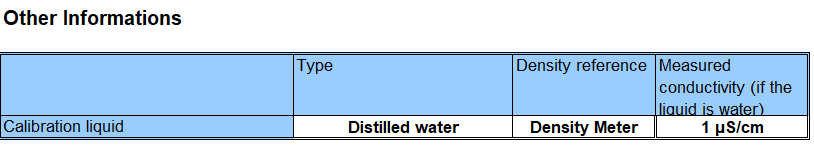 Other Informations
Type
Density reference
Measured
conductivity (if the
liquid is water)
Calibration liquid
Distilled water
Density Meter
1 µS/cm